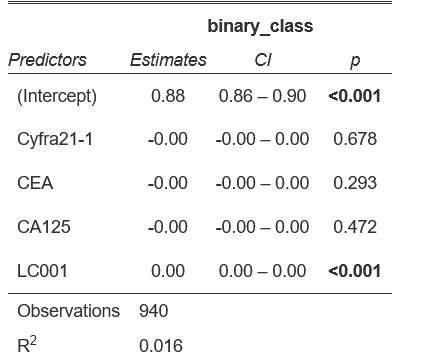 binary_class
Predictors Estimates CI p
(Intercept) 0.88 0.86 – 0.90 <0.001
Cyfra21-1 -0.00 -0.00 – 0.00 0.678
CEA -0.00 -0.00 – 0.00 0.293
CA125 -0.00 -0.00 – 0.00 0.472
LC001 0.00 0.00 – 0.00 <0.001
Observations 940
R² 0.016